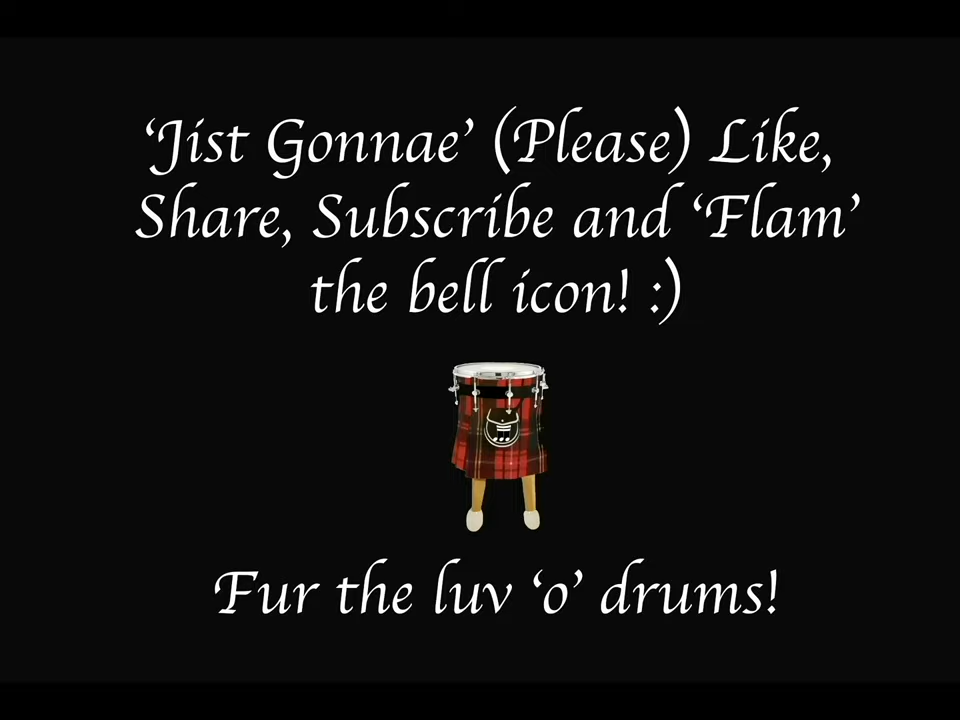 ‘Jist Gonnae’ (Please) Like,
Share, Subscribe and ‘Flam’
the bell icon! :)
Fur the luv ‘o’ drums!